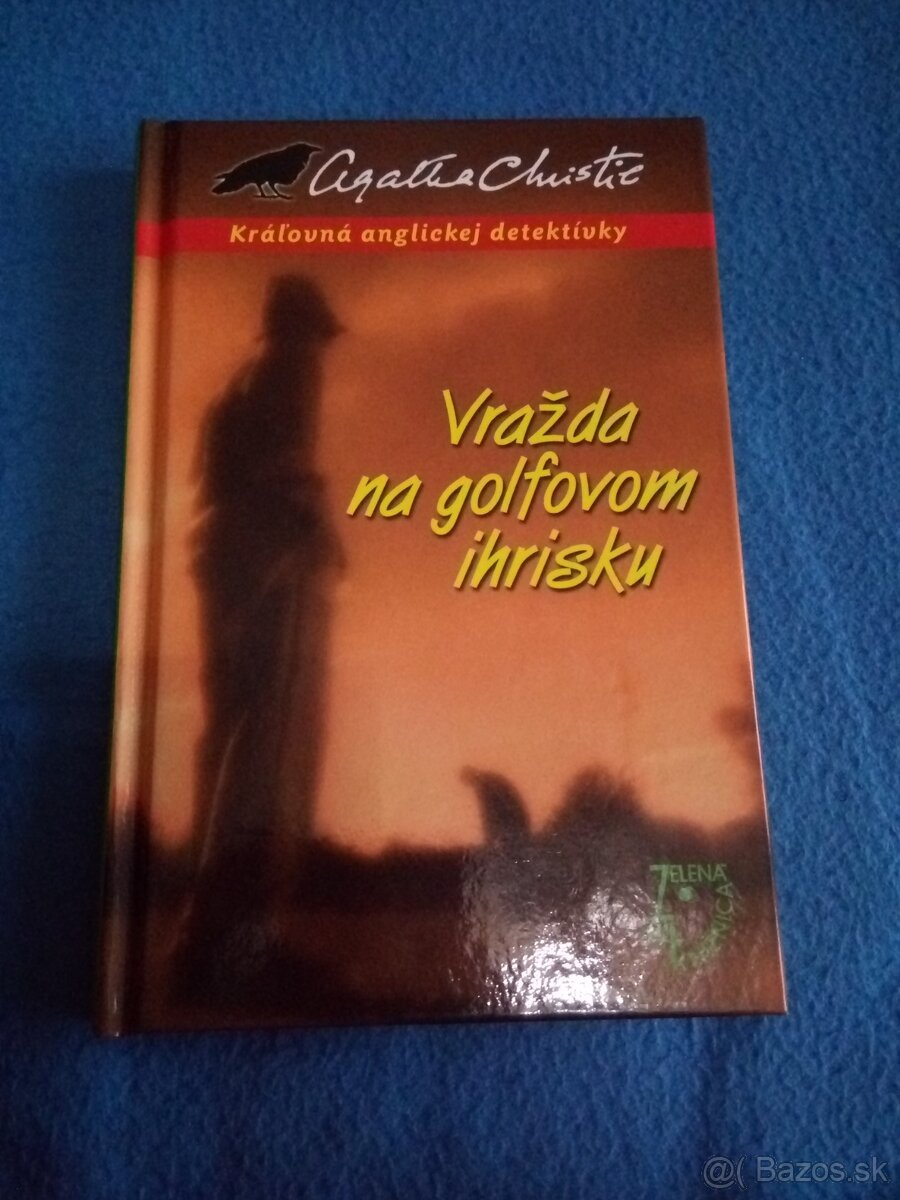 Agatha Christie
Kráľovná anglickej detektívky
Vražda
na golfovom
ihrisku
ZELENÁ
@( Bazos.sk